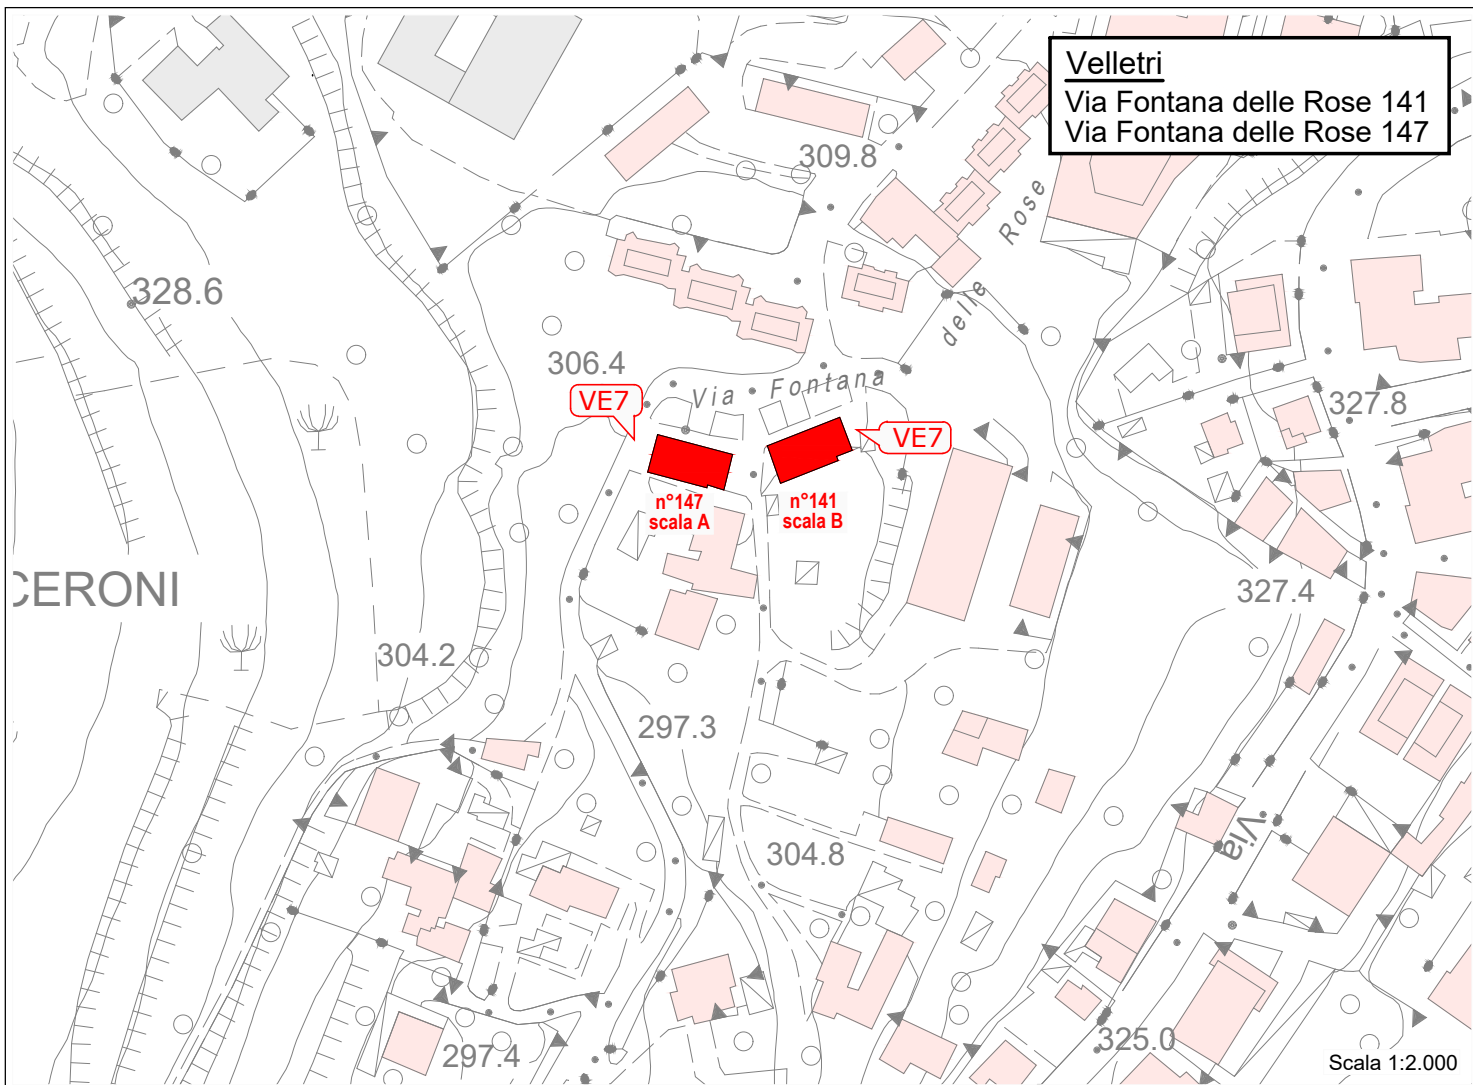 Velletri
Via Fontana delle Rose 141
Via Fontana delle Rose 147
309.8
Rose
328.6
delle
306.4
Via Fontana
VE7
327.8
VE7
n°147
scala A
n°141
scala B
CERONI
327.4
304.2
297.3
Via
304.8
325.0
297.4
Scala 1:2.000